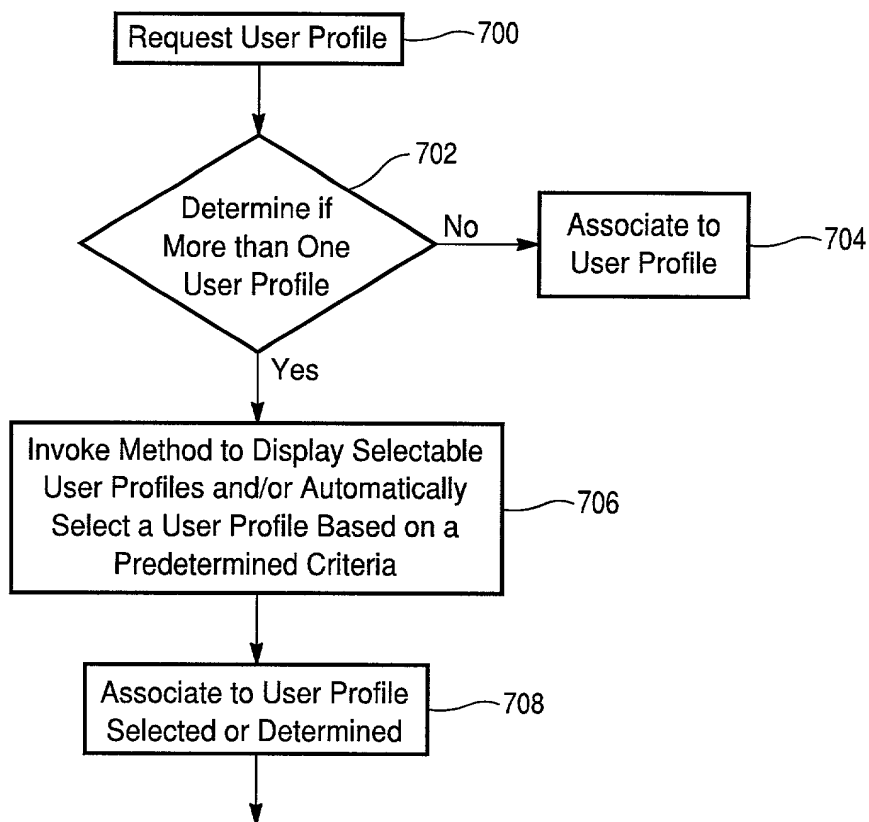 Request User Profile
700
702
Determine if
More than One
User Profile
No
Associate to
User Profile
704
Yes
Invoke Method to Display Selectable
User Profiles and/or Automatically
Select a User Profile Based on a
Predetermined Criteria
706
Associate to User Profile
Selected or Determined
708